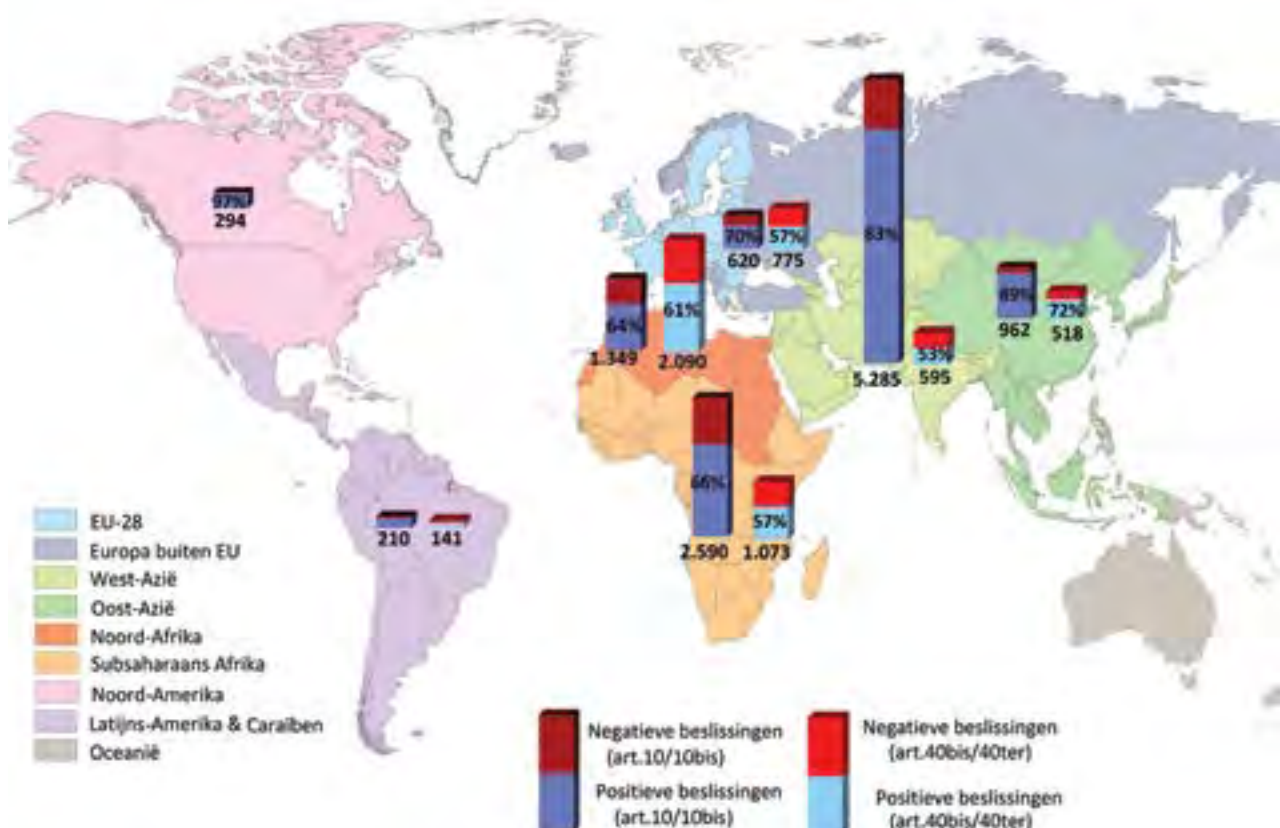 97%
294
70% 57%
620 775
64% 61%
1.349 2.090
83%
5.285
53%
595
89% 72%
962 518
66% 57%
2.590 1.073
210 141
EU-28
Europa buiten EU
West-Azië
Oost-Azië
Noord-Afrika
Subsaharaans Afrika
Noord-Amerika
Latijns-Amerika & Caraïben
Oceanië
Negatieve beslissingen
(art.10/10bis)
Positieve beslissingen
(art.10/10bis)
Negatieve beslissingen
(art.40bis/40ter)
Positieve beslissingen
(art.40bis/40ter)